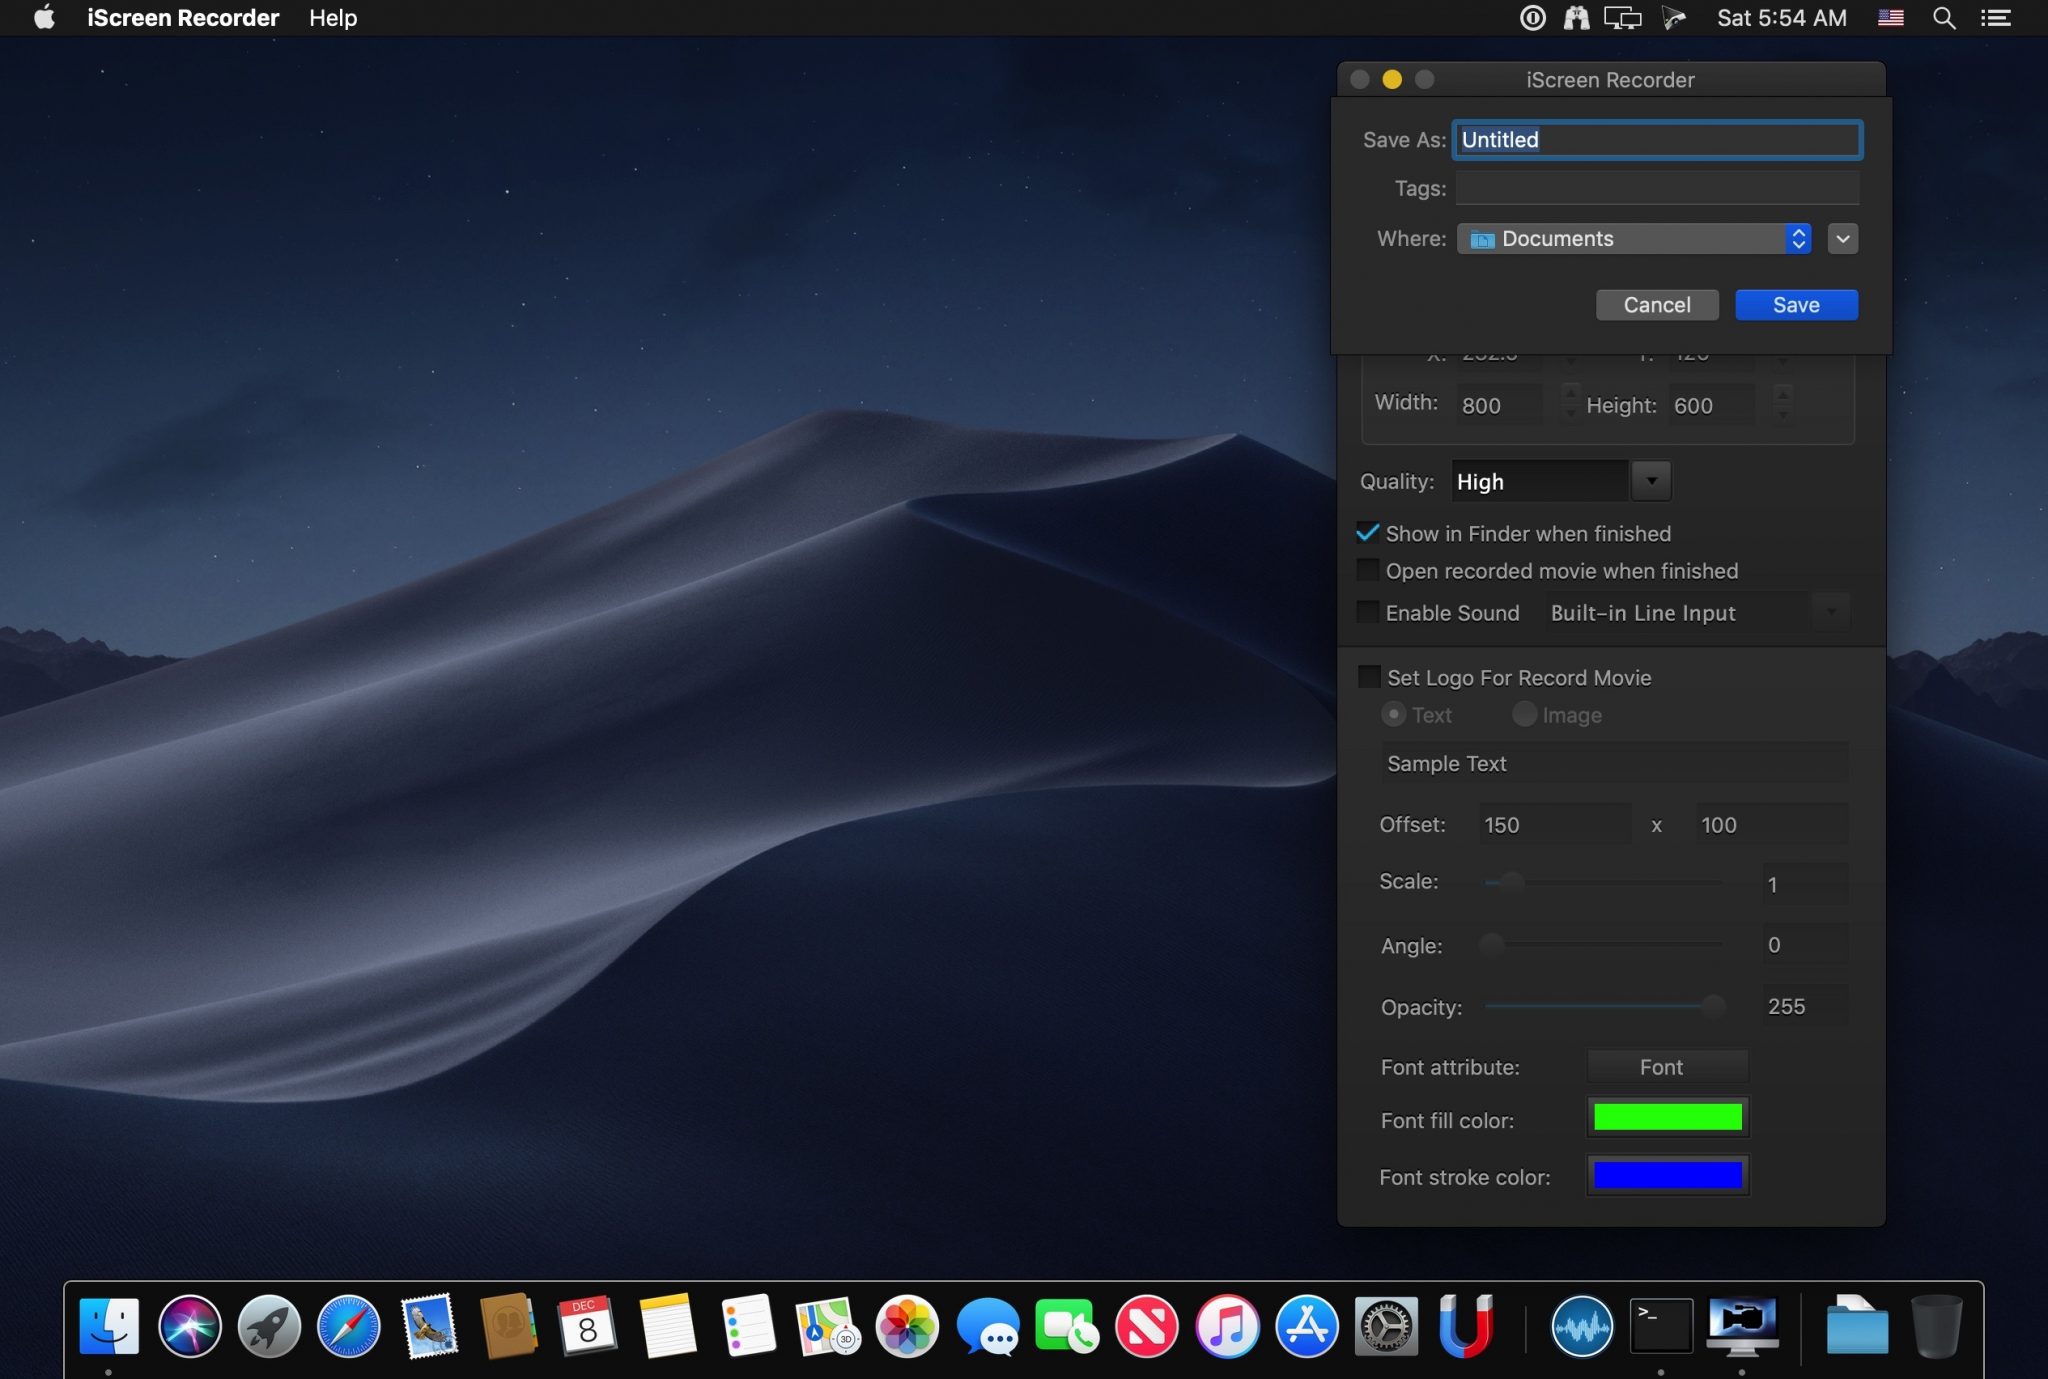 iScreen Recorder Help Sat 5:54 AM
iScreen Recorder
Save As: Untitled
Tags:
Where: Documents
Cancel Save
Width: 800 Height: 600
Quality: High
Show in Finder when finished
Open recorded movie when finished
Enable Sound Built-in Line Input
Set Logo For Record Movie
Text Image
Sample Text
Offset: 150 x 100
Scale: 1
Angle: 0
Opacity: 255
Font attribute: Font
Font fill color:
Font stroke color:
DEC
8
3D
>_